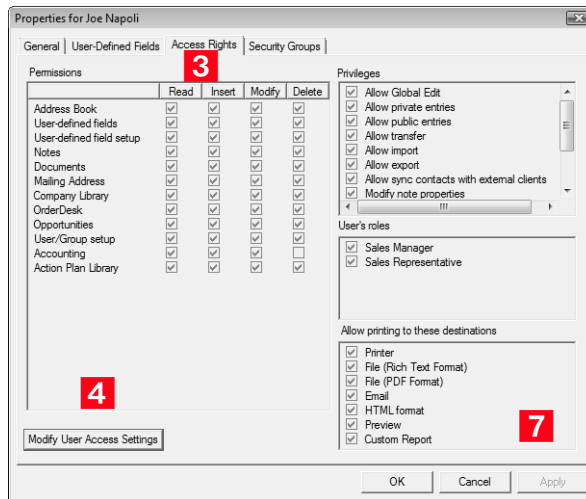 Properties for Joe Napoli
General User-Defined Fields Access Rights Security Groups
3
Permissions
Read Insert Modify Delete
Address Book
User-defined fields
User-defined field setup
Notes
Documents
Mailing Address
Company Library
OrderDesk
Opportunities
User/Group setup
Accounting
Action Plan Library
4
Modify User Access Settings
Privileges
Allow Global Edit
Allow private entries
Allow public entries
Allow transfer
Allow import
Allow export
Allow sync contacts with external clients
Modify note properties
User's roles
Sales Manager
Sales Representative
Allow printing to these destinations
Printer
File (Rich Text Format)
File (PDF Format)
Email
HTML format
Preview
Custom Report
7
OK Cancel Apply